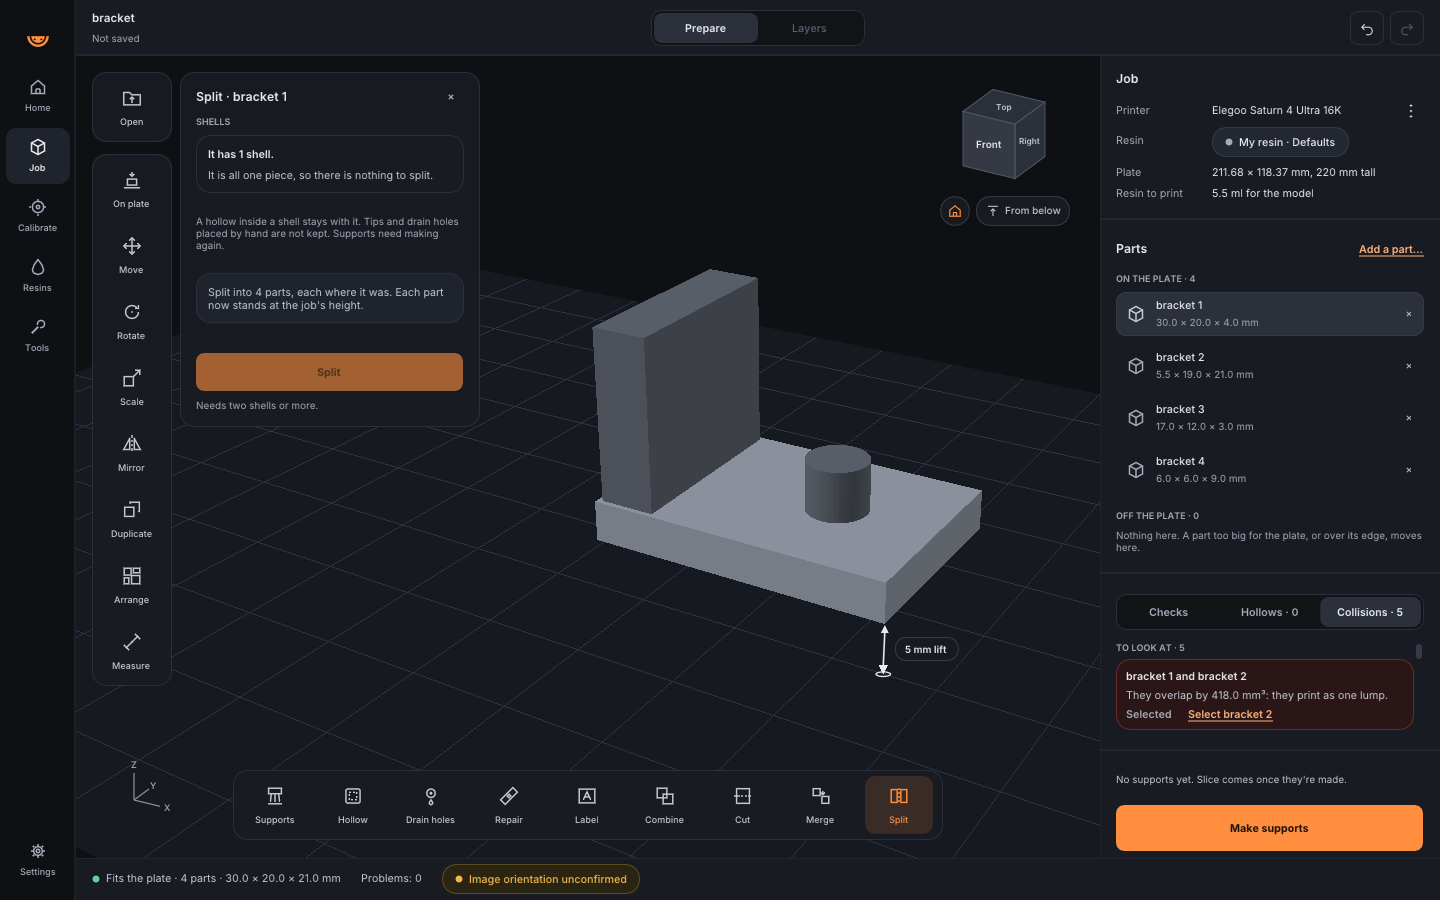 bracket
Not saved
Prepare
Layers
Home
Job
Calibrate
Resins
Tools
Settings
Open
On plate
Move
Rotate
Scale
Mirror
Duplicate
Arrange
Measure
Split · bracket 1
×
SHELLS
It has 1 shell.
It is all one piece, so there is nothing to split.
A hollow inside a shell stays with it. Tips and drain holes
placed by hand are not kept. Supports need making
again.
Split into 4 parts, each where it was. Each part
now stands at the job's height.
Split
Needs two shells or more.
Top
Front
Right
From below
5 mm lift
Z
Y
X
Supports
Hollow
Drain holes
Repair
Label
Combine
Cut
Merge
Split
Job
Printer
Elegoo Saturn 4 Ultra 16K
Resin
My resin · Defaults
Plate
211.68 × 118.37 mm, 220 mm tall
Resin to print
5.5 ml for the model
Parts
Add a part...
ON THE PLATE · 4
bracket 1
30.0 × 20.0 × 4.0 mm
×
bracket 2
5.5 × 19.0 × 21.0 mm
×
bracket 3
17.0 × 12.0 × 3.0 mm
×
bracket 4
6.0 × 6.0 × 9.0 mm
×
OFF THE PLATE · 0
Nothing here. A part too big for the plate, or over its edge, moves
here.
Checks
Hollows · 0
Collisions · 5
TO LOOK AT · 5
bracket 1 and bracket 2
They overlap by 418.0 mm³: they print as one lump.
Selected
Select bracket 2
No supports yet. Slice comes once they're made.
Make supports
Fits the plate · 4 parts · 30.0 × 20.0 × 21.0 mm
Problems: 0
Image orientation unconfirmed